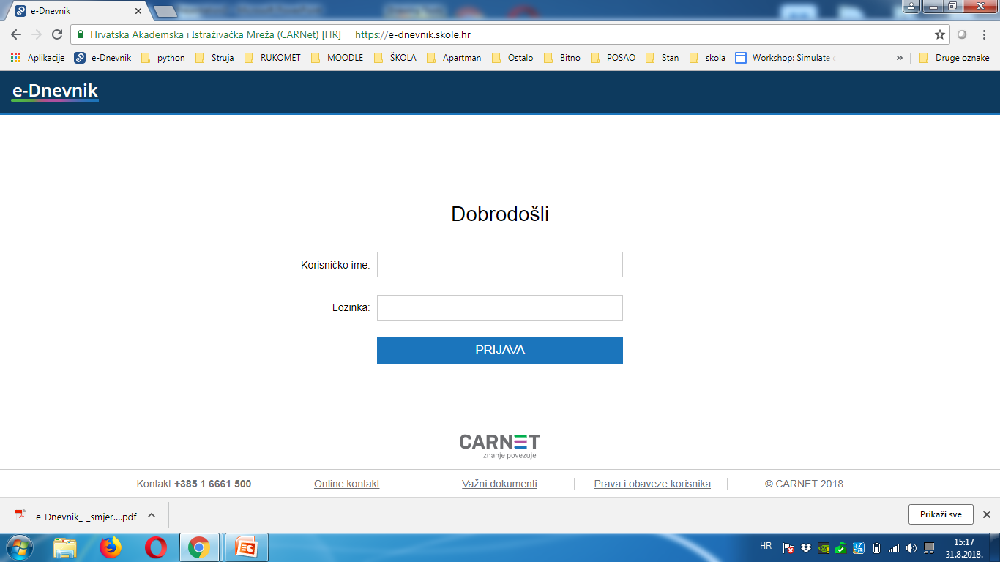 e-Dnevnik
Hrvatska Akademska i Istraživačka Mreža (CARNet) [HR] https://e-dnevnik.skole.hr
Aplikacije e-Dnevnik python Struja RUKOMET MOODLE ŠKOLA Apartman Ostalo Bitno POSAO Stan skola Workshop: Simulate » Druge oznake
e-Dnevnik
Dobrodošli
Korisničko ime:
Lozinka:
PRIJAVA
CARNET
znanje povezuje
Kontakt +385 1 6661 500 Online kontakt Važni dokumenti Prava i obaveze korisnika © CARNET 2018.
e-Dnevnik_-_smjer....pdf Prikaži sve
HR 15:17
31.8.2018.